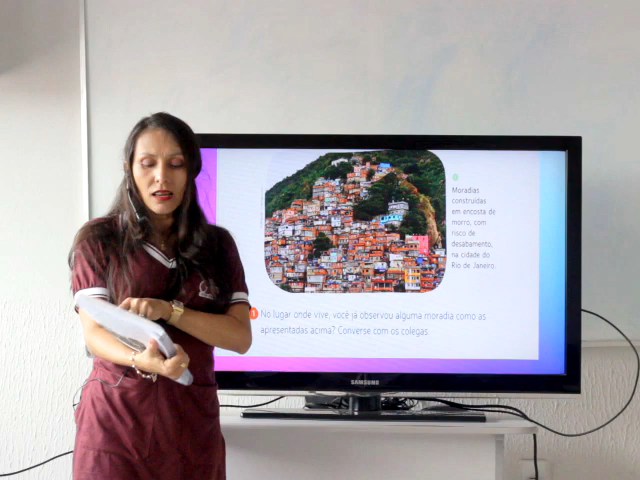 Moradias
construídas
em encosta de
morro, com
risco de
desabamento,
na cidade do
Rio de Janeiro.
1 No lugar onde vive, você já observou alguma moradia como as
apresentadas acima? Converse com os colegas.
SAMSUNG